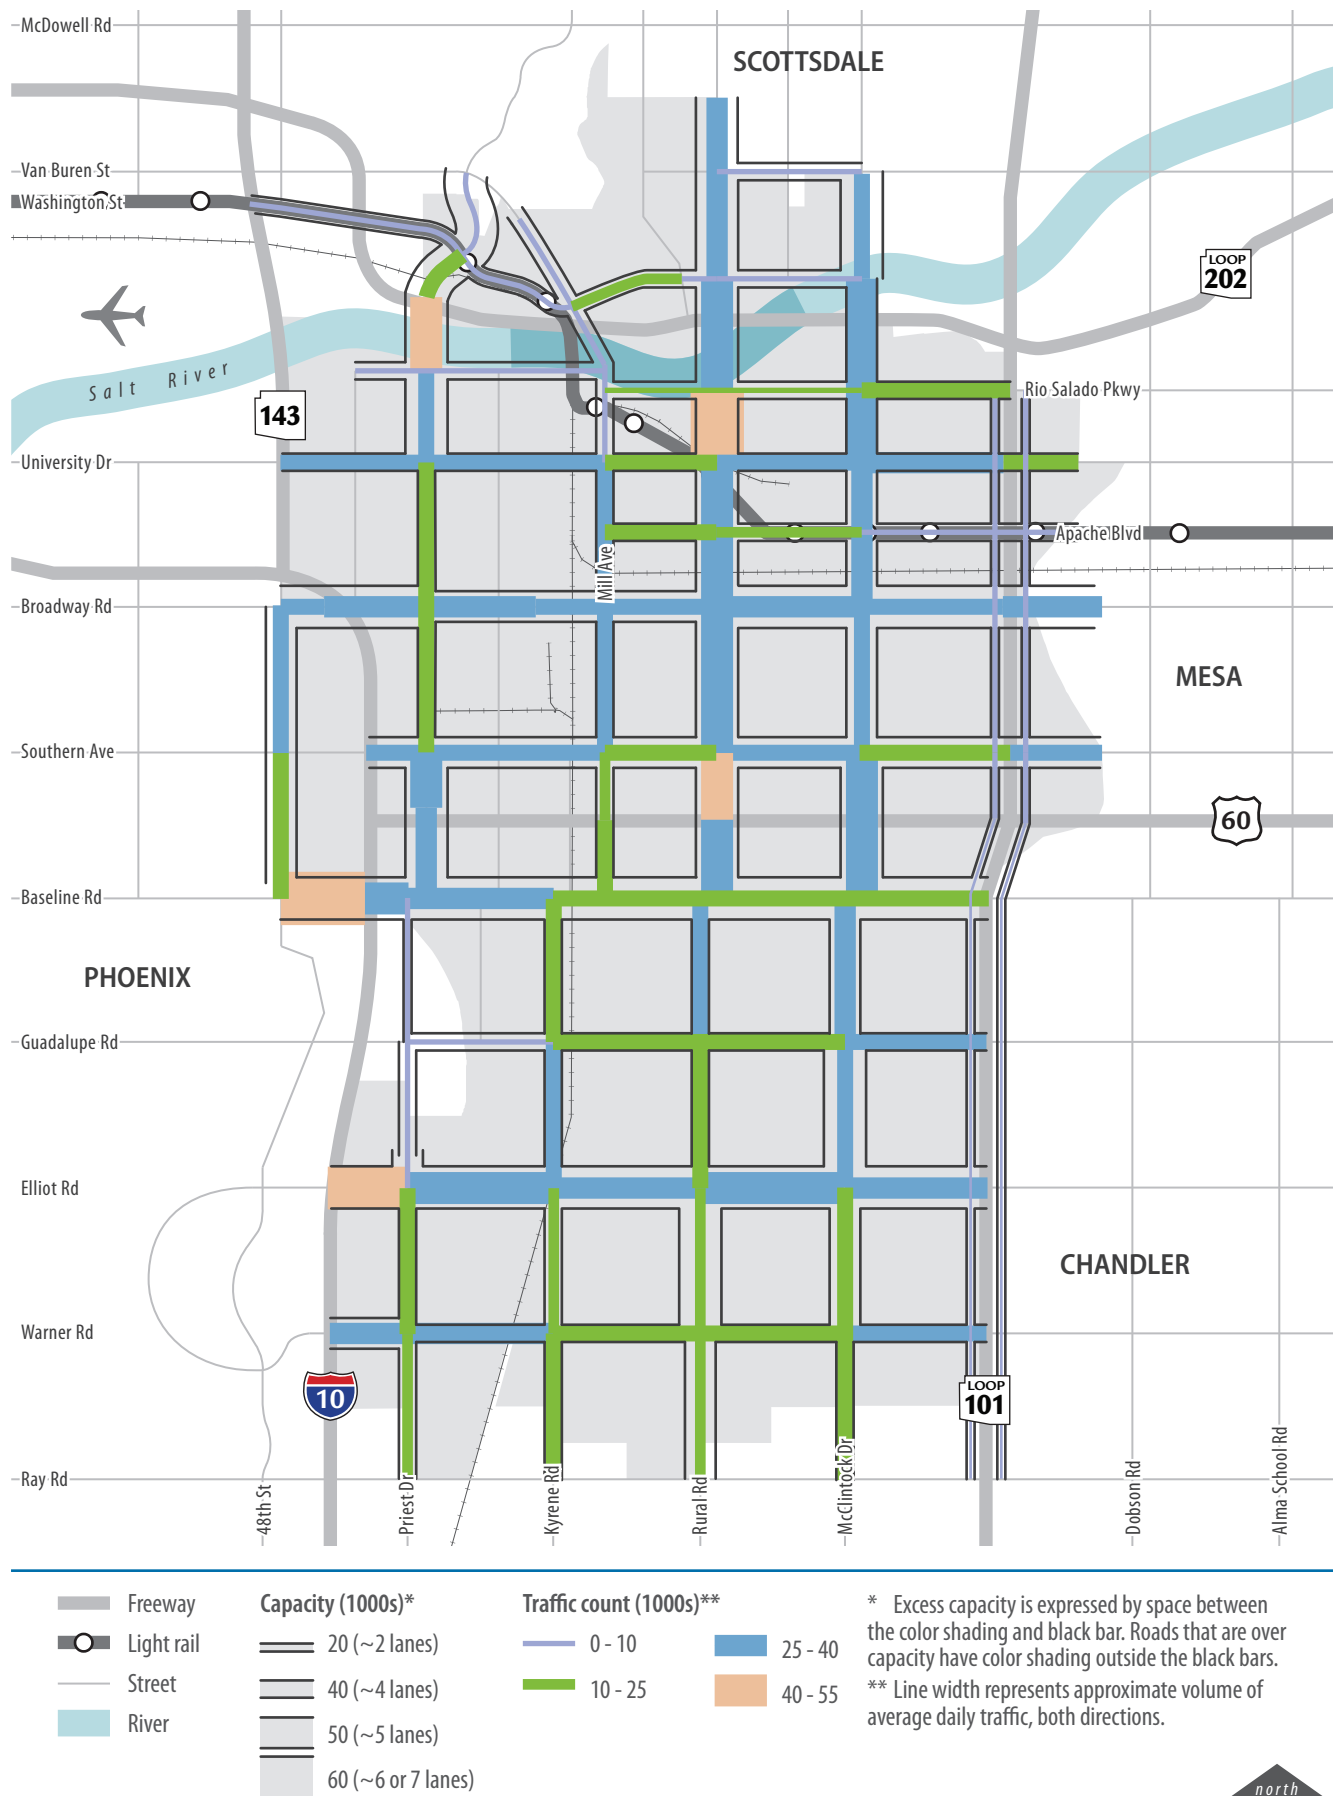 McDowell Rd
SCOTTSDALE
Van Buren St
Washington St
LOOP
202
Salt River
143
Rio Salado Pkwy
University Dr
Apache Blvd
Mill Ave
Broadway Rd
MESA
Southern Ave
60
Baseline Rd
PHOENIX
Guadalupe Rd
Elliot Rd
CHANDLER
Warner Rd
10
LOOP
101
Ray Rd
48th St
Priest Dr
Kyrene Rd
Rural Rd
McClintock Dr
Dobson Rd
Alma School Rd
Freeway
Light rail
Street
River
Capacity (1000s)*
20 (~2 lanes)
40 (~4 lanes)
50 (~5 lanes)
60 (~6 or 7 lanes)
Traffic count (1000s)**
0 - 10
10 - 25
25 - 40
40 - 55
* Excess capacity is expressed by space between
the color shading and black bar. Roads that are over
capacity have color shading outside the black bars.
** Line width represents approximate volume of
average daily traffic, both directions.
north